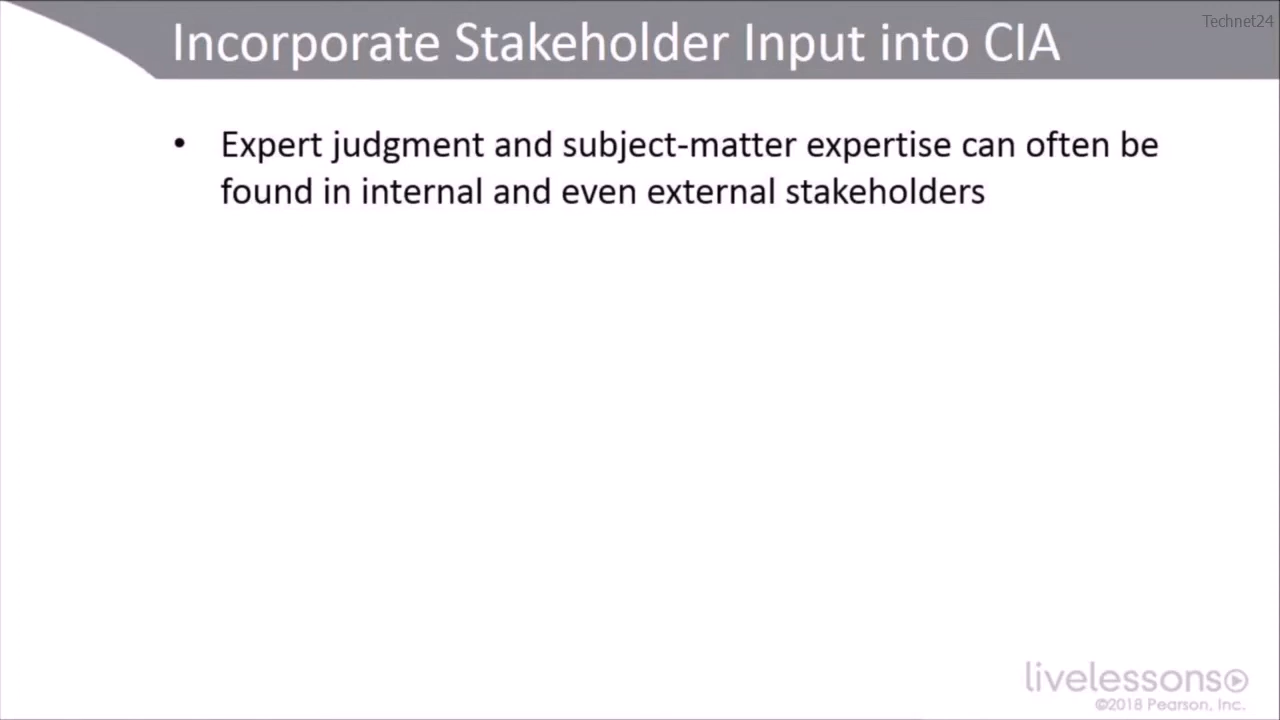 Technet24
Incorporate Stakeholder Input into CIA
• Expert judgment and subject-matter expertise can often be
found in internal and even external stakeholders
livelessons
©2018 Pearson, Inc.